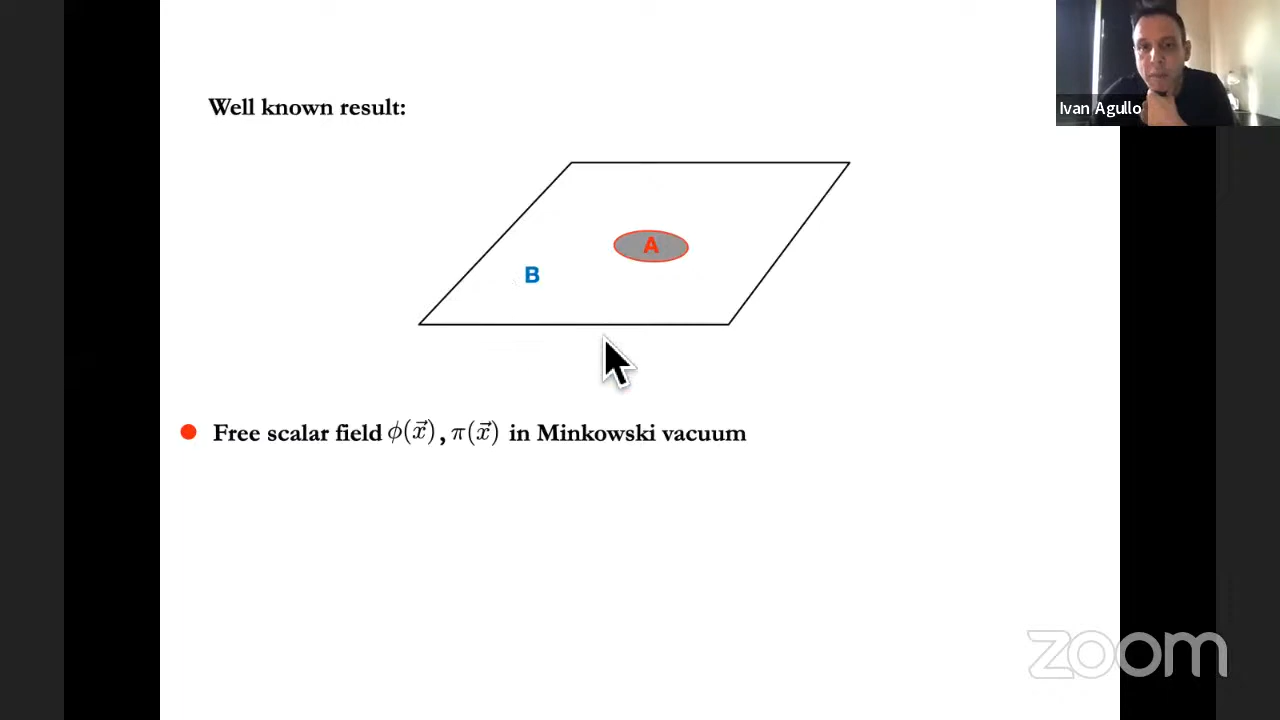 Ivan Agullo
Well known result:
A
B
Free scalar field ϕ(x⃗), π(x⃗) in Minkowski vacuum
zoom